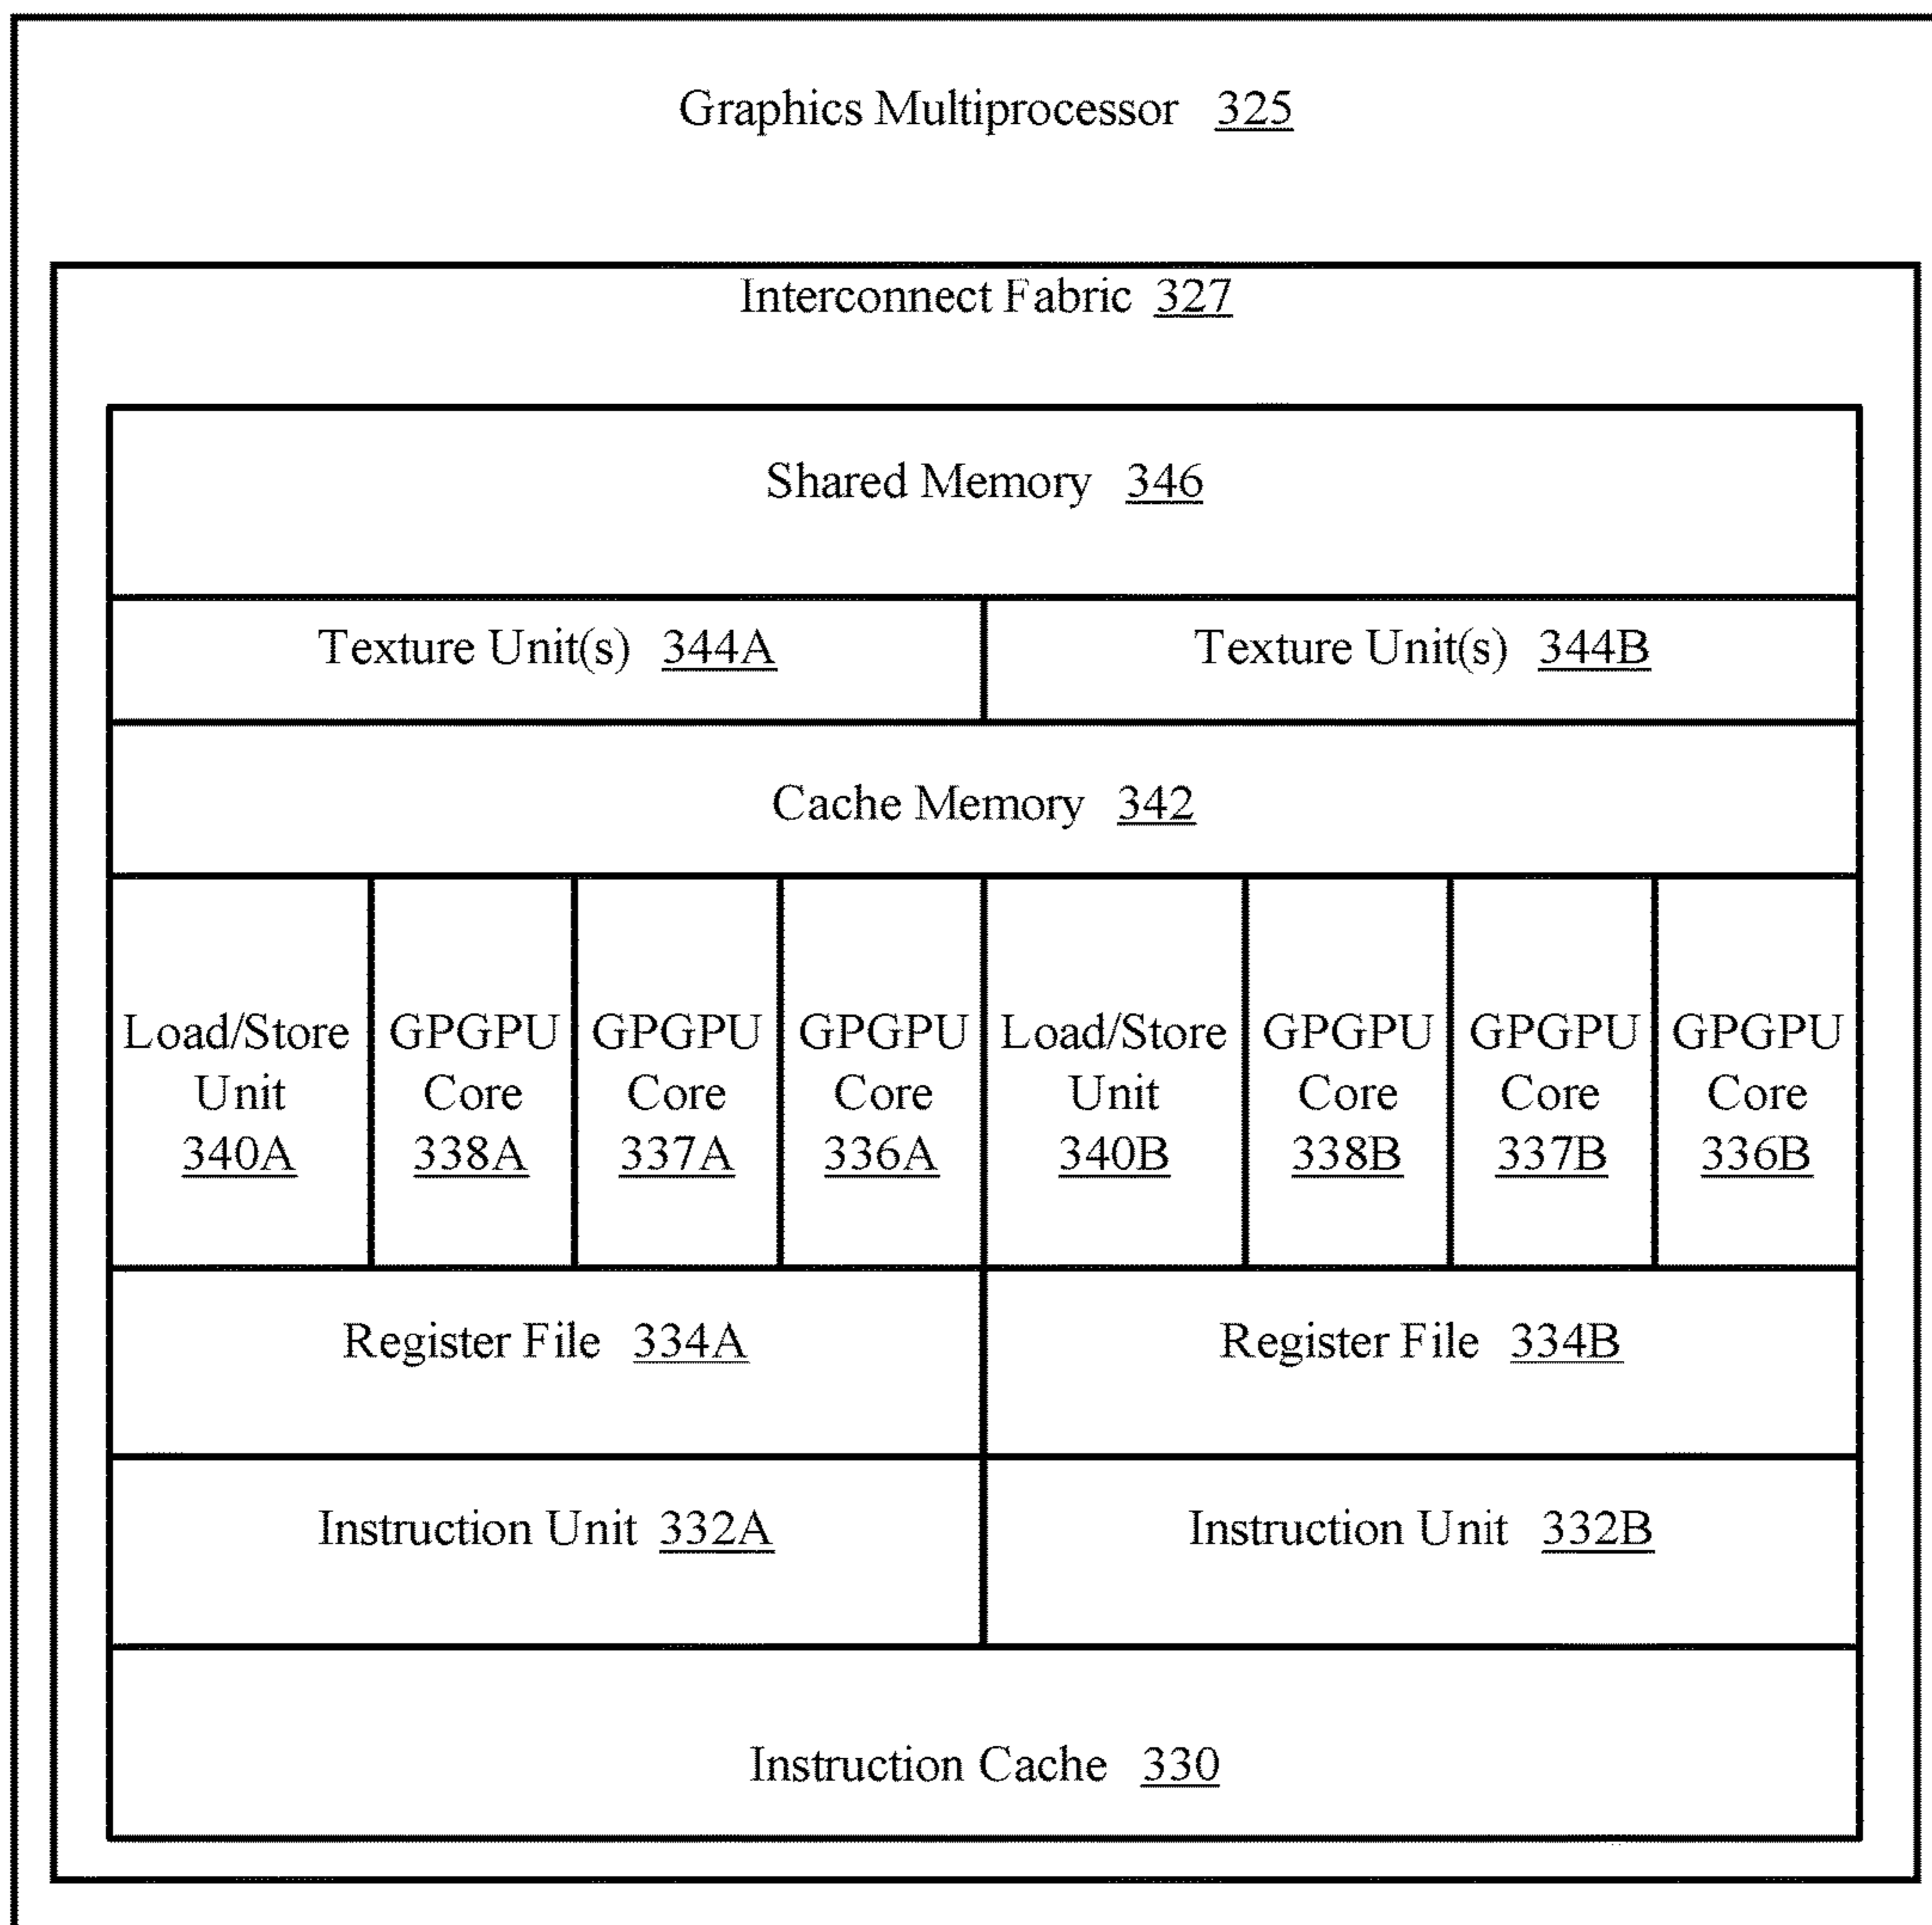 Graphics Multiprocessor 325
Interconnect Fabric 327
Shared Memory 346
Texture Unit(s) 344A
Texture Unit(s) 344B
Cache Memory 342
Load/Store
Unit
340A
GPGPU
Core
338A
GPGPU
Core
337A
GPGPU
Core
336A
Load/Store
Unit
340B
GPGPU
Core
338B
GPGPU
Core
337B
GPGPU
Core
336B
Register File 334A
Register File 334B
Instruction Unit 332A
Instruction Unit 332B
Instruction Cache 330